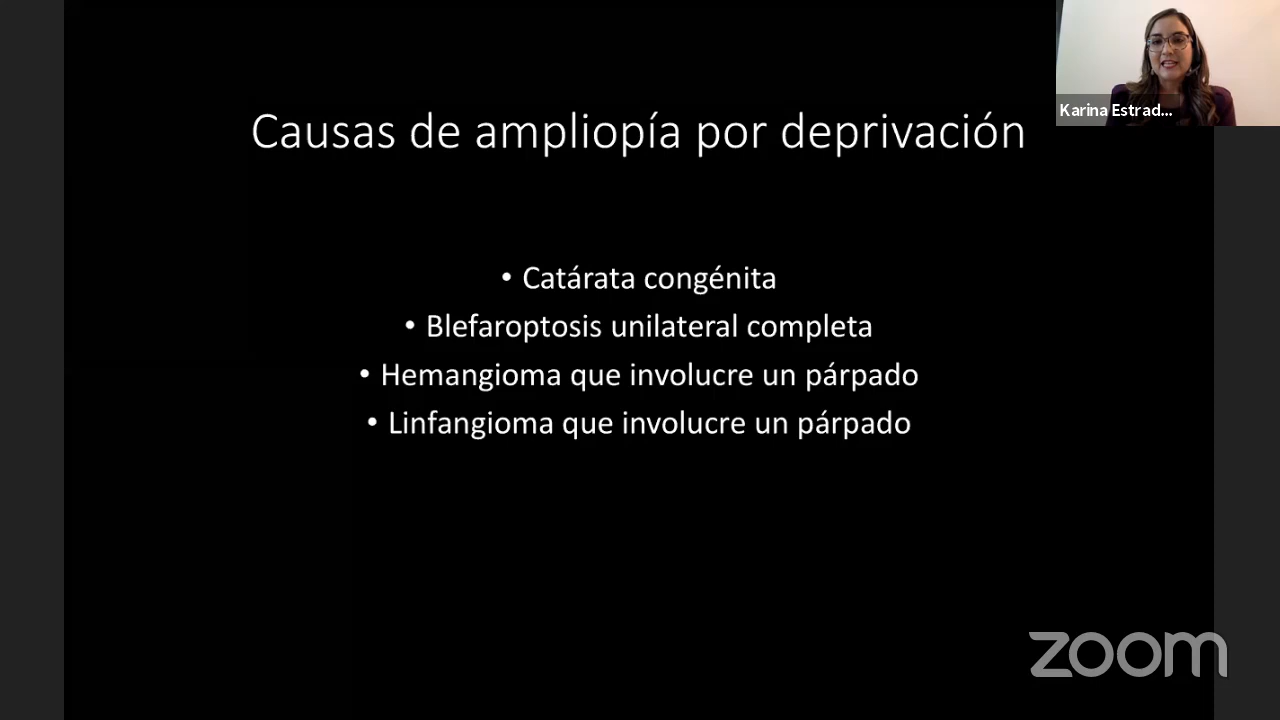 Causas de ampliopía por deprivación
• Catárata congénita
• Blefaroptosis unilateral completa
• Hemangioma que involucre un párpado
• Linfangioma que involucre un párpado
Karina Estrad...
zoom